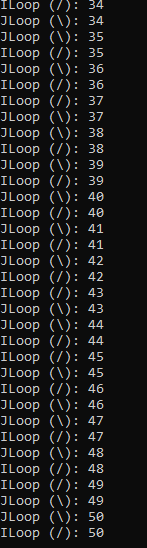 ILoop (/): 34
JLoop (\): 34
JLoop (\): 35
ILoop (/): 35
JLoop (\): 36
ILoop (/): 36
ILoop (/): 37
JLoop (\): 37
JLoop (\): 38
ILoop (/): 38
JLoop (\): 39
ILoop (/): 39
JLoop (\): 40
ILoop (/): 40
JLoop (\): 41
ILoop (/): 41
JLoop (\): 42
ILoop (/): 42
ILoop (/): 43
JLoop (\): 43
JLoop (\): 44
ILoop (/): 44
ILoop (/): 45
JLoop (\): 45
ILoop (/): 46
JLoop (\): 46
JLoop (\): 47
ILoop (/): 47
JLoop (\): 48
ILoop (/): 48
ILoop (/): 49
JLoop (\): 49
JLoop (\): 50
ILoop (/): 50